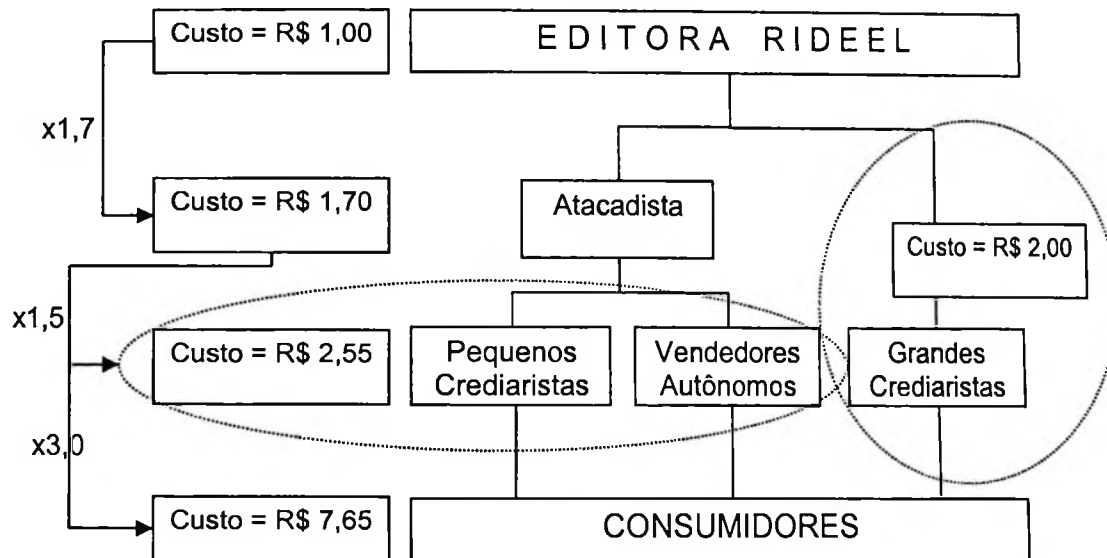 Custo = R$ 1,00
EDITORA RIDEEL
x1,7
Custo = R$ 1,70
Atacadista
Custo = R$ 2,00
x1,5
Custo = R$ 2,55
Pequenos
Crediaristas
Vendedores
Autônomos
Grandes
Crediaristas
x3,0
Custo = R$ 7,65
CONSUMIDORES